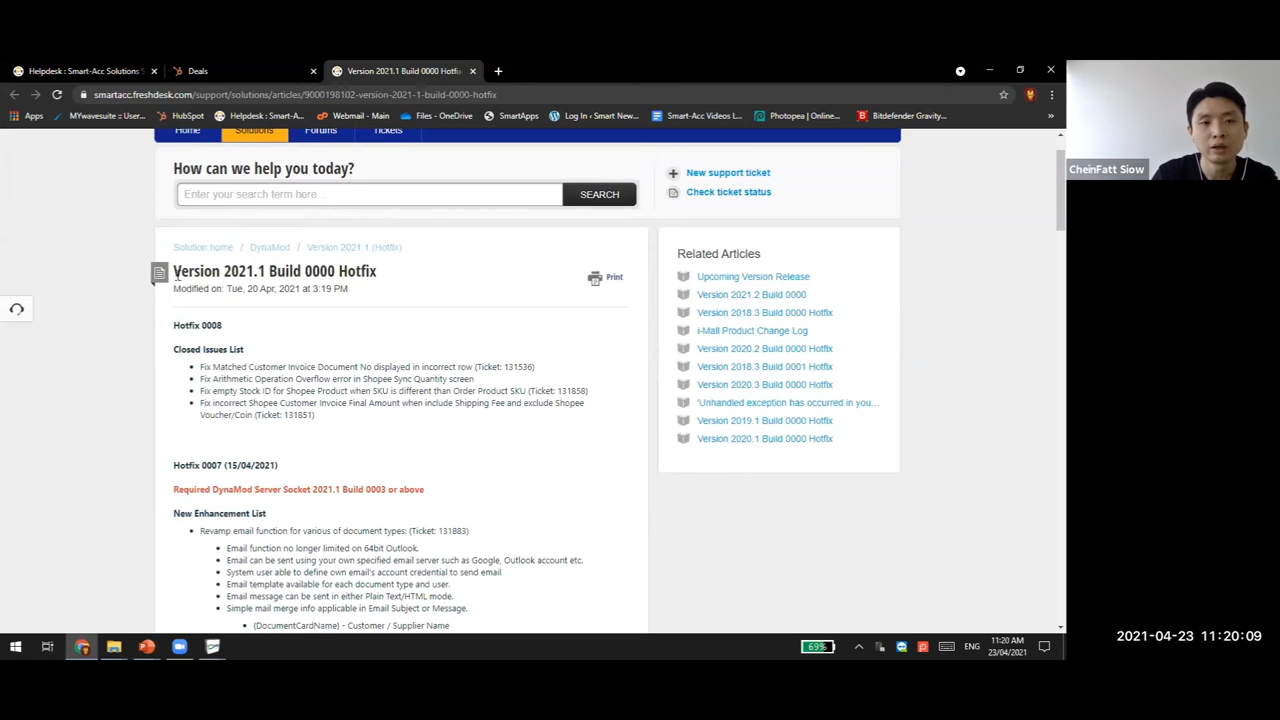 Helpdesk : Smart-Acc Solutions S
Deals
Version 2021.1 Build 0000 Hotfix
smartacc.freshdesk.com/support/solutions/articles/9000198102-version-2021-1-build-0000-hotfix
Apps
MYwavesuite :: User...
HubSpot
Helpdesk : Smart-A...
Webmail - Main
Files - OneDrive
SmartApps
Log In ‹ Smart New...
Smart-Acc Videos L...
Photopea | Online...
Bitdefender Gravity...
»
Home
Solutions
Forums
Tickets
How can we help you today?
Enter your search term here...
SEARCH
New support ticket
Check ticket status
Solution home / DynaMod / Version 2021.1 (Hotfix)
Version 2021.1 Build 0000 Hotfix
Print
Modified on: Tue, 20 Apr, 2021 at 3:19 PM
Hotfix 0008
Closed Issues List
Fix Matched Customer Invoice Document No displayed in incorrect row (Ticket: 131536)
Fix Arithmetic Operation Overflow error in Shopee Sync Quantity screen
Fix empty Stock ID for Shopee Product when SKU is different than Order Product SKU (Ticket: 131858)
Fix incorrect Shopee Customer Invoice Final Amount when include Shipping Fee and exclude Shopee
Voucher/Coin (Ticket: 131851)
Hotfix 0007 (15/04/2021)
Required DynaMod Server Socket 2021.1 Build 0003 or above
New Enhancement List
Revamp email function for various of document types: (Ticket: 131883)
Email function no longer limited on 64bit Outlook.
Email can be sent using your own specified email server such as Google, Outlook account etc.
System user able to define own email's account credential to send email
Email template available for each document type and user.
Email message can be sent in either Plain Text/HTML mode.
Simple mail merge info applicable in Email Subject or Message.
{DocumentCardName} - Customer / Supplier Name
Related Articles
Upcoming Version Release
Version 2021.2 Build 0000
Version 2018.3 Build 0000 Hotfix
i-Mall Product Change Log
Version 2020.2 Build 0000 Hotfix
Version 2018.3 Build 0001 Hotfix
Version 2020.3 Build 0000 Hotfix
'Unhandled exception has occurred in you...
Version 2019.1 Build 0000 Hotfix
Version 2020.1 Build 0000 Hotfix
CheinFatt Siow
69%
ENG
11:20 AM
23/04/2021
2021-04-23 11:20:09